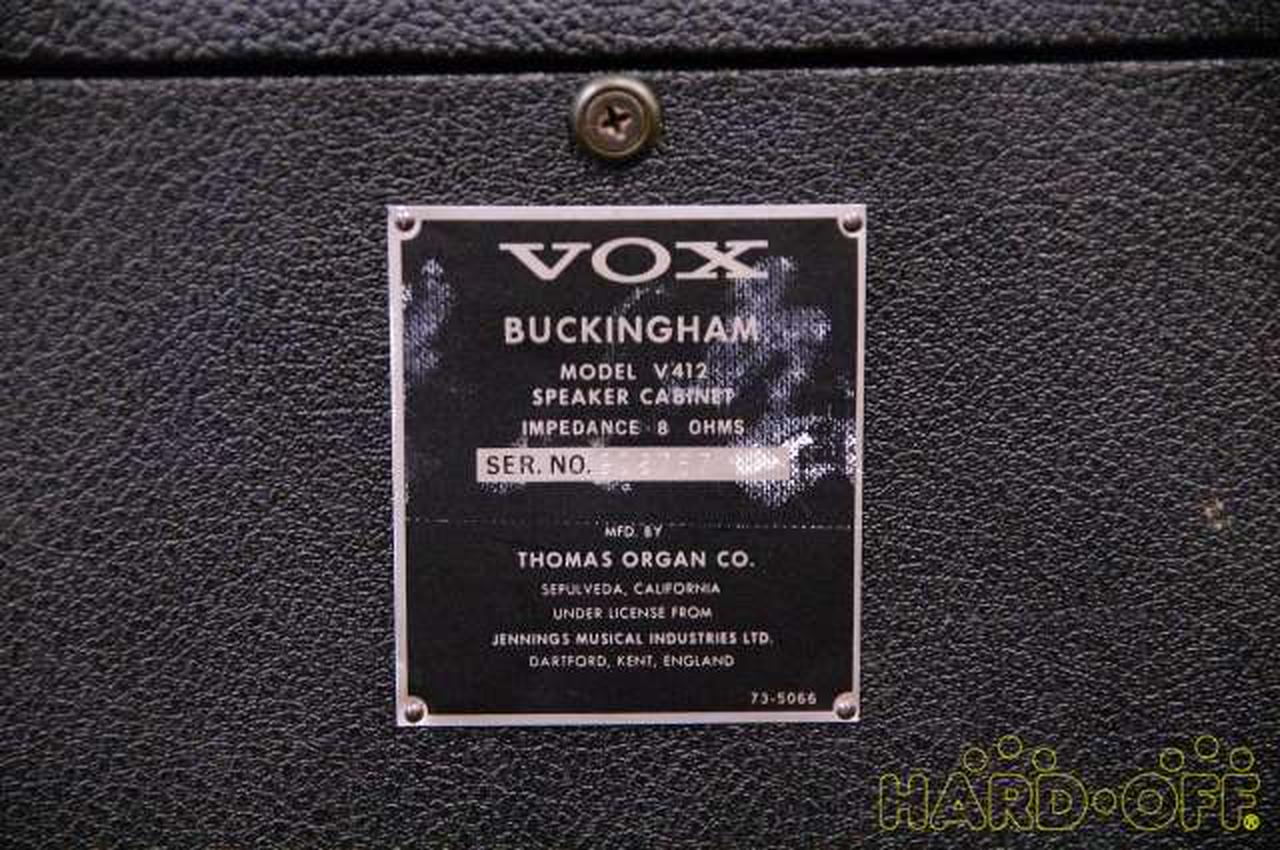 VOX
BUCKINGHAM
MODEL V412
SPEAKER CABINET
IMPEDANCE 8 OHMS
SER. NO.
MFD. BY
THOMAS ORGAN CO.
SEPULVEDA, CALIFORNIA
UNDER LICENSE FROM
JENNINGS MUSICAL INDUSTRIES LTD.
DARTFORD, KENT, ENGLAND
73-5066
HARD•OFF®